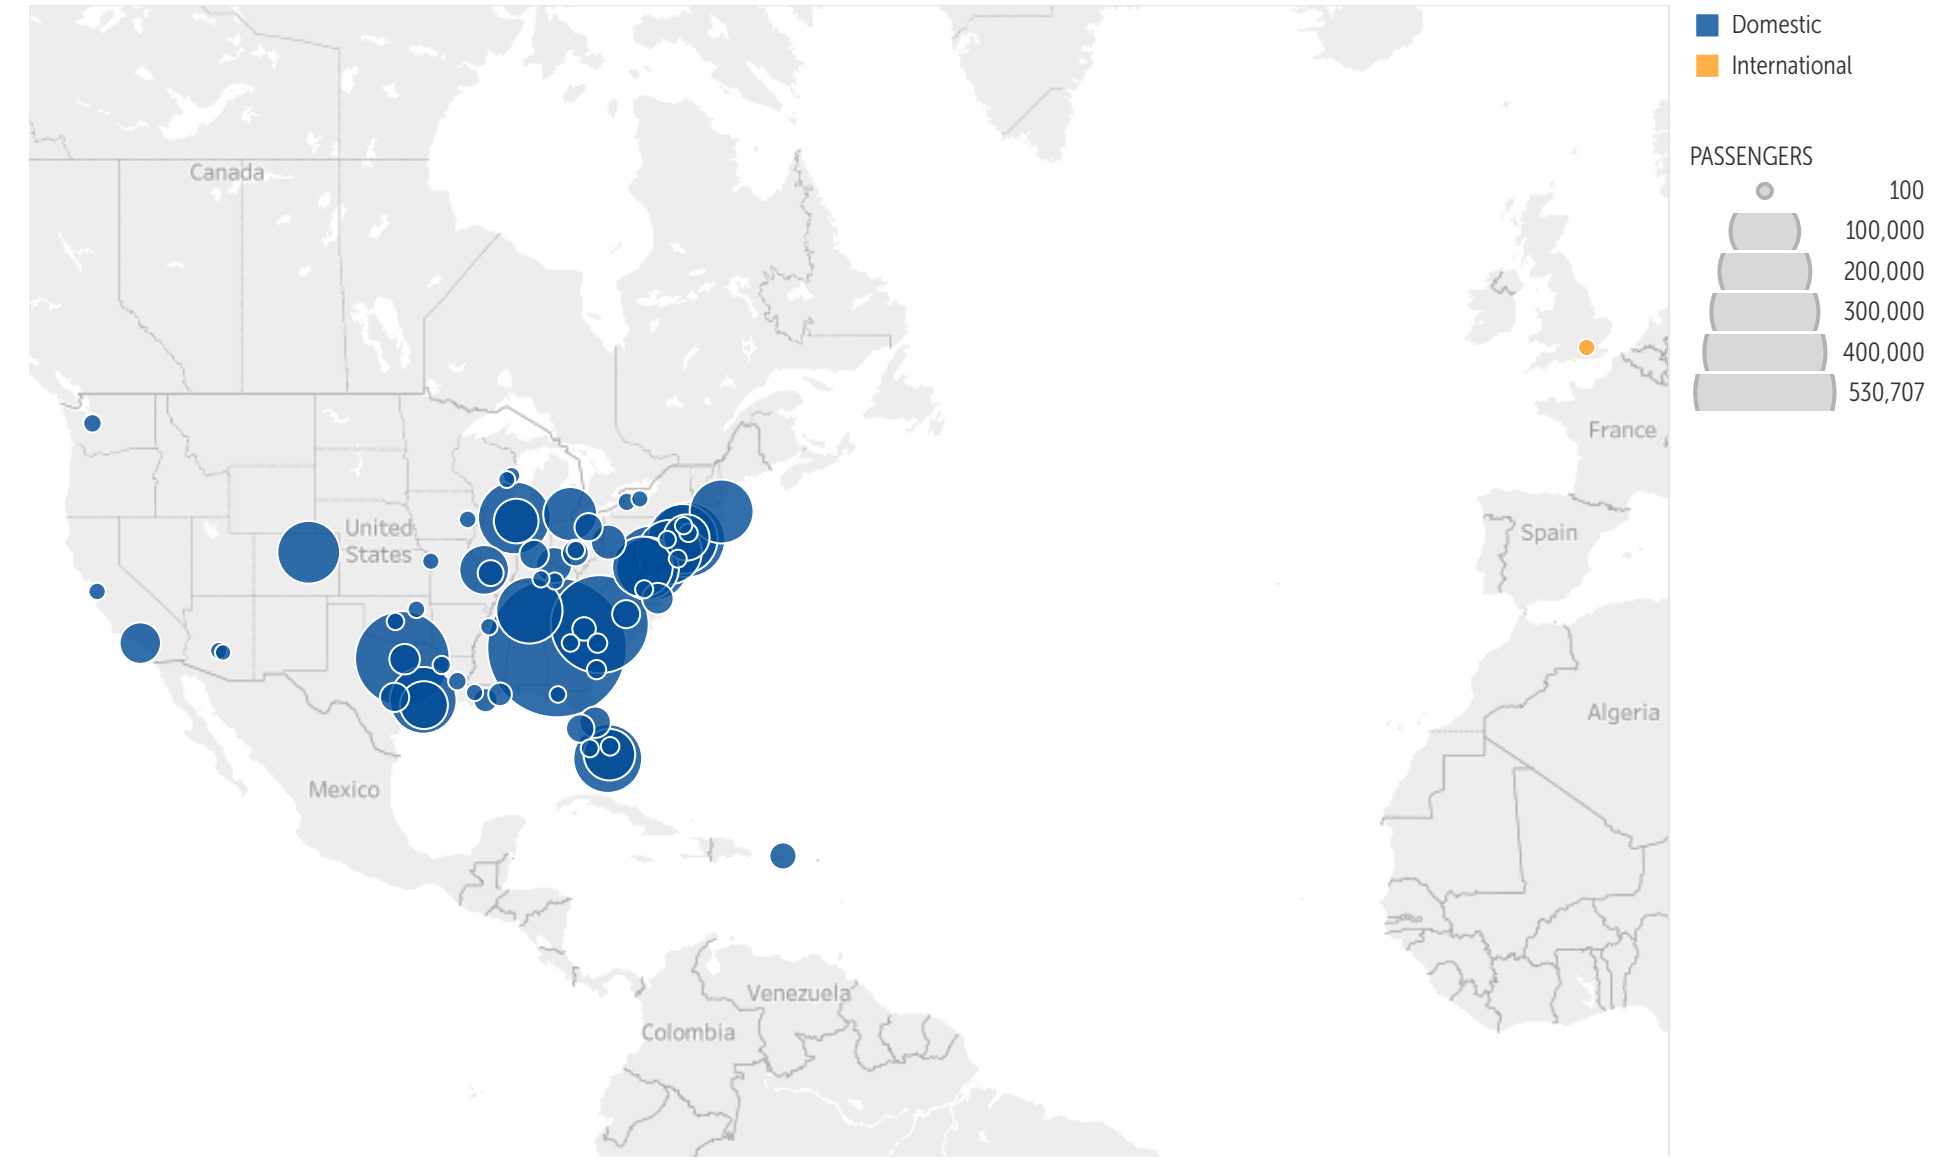 Domestic
International
PASSENGERS
100
100,000
200,000
300,000
400,000
530,707
Canada
United
States
Mexico
Venezuela
Colombia
France
Spain
Algeria